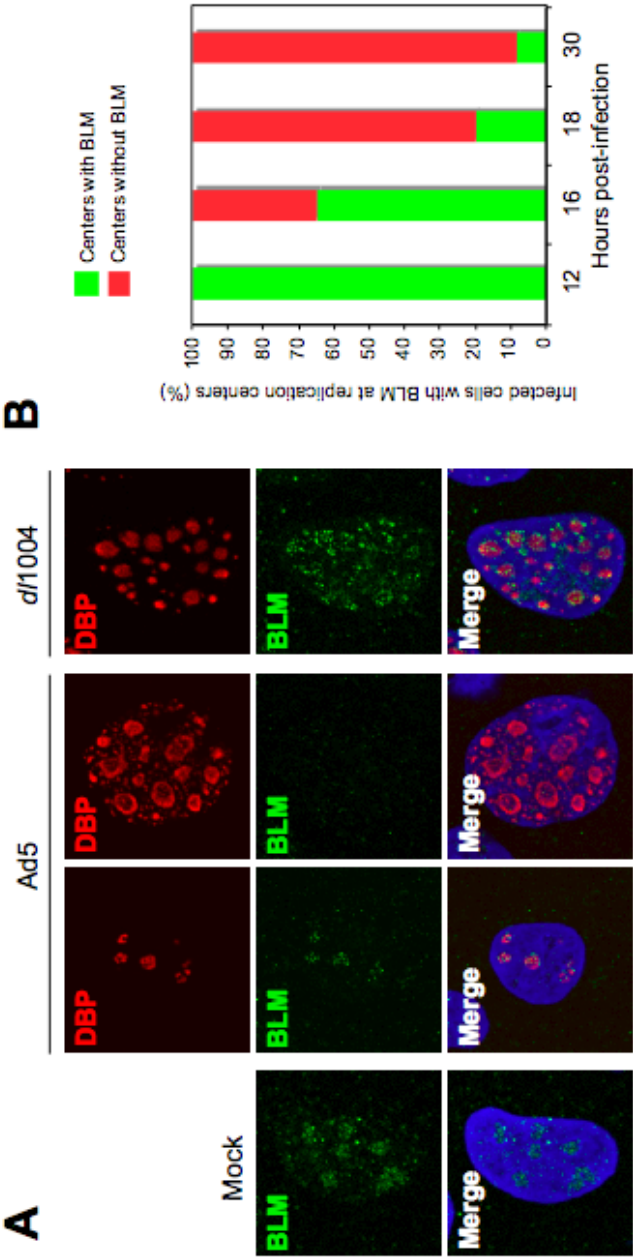 A
Mock
Ad5
dl1004
DBP
DBP
DBP
BLM
BLM
BLM
BLM
Merge
Merge
Merge
Merge
B
Centers with BLM
Centers without BLM
Infected cells with BLM at replication centers (%)
100
90
80
70
60
50
40
30
20
10
0
12
16
18
30
Hours post-infection